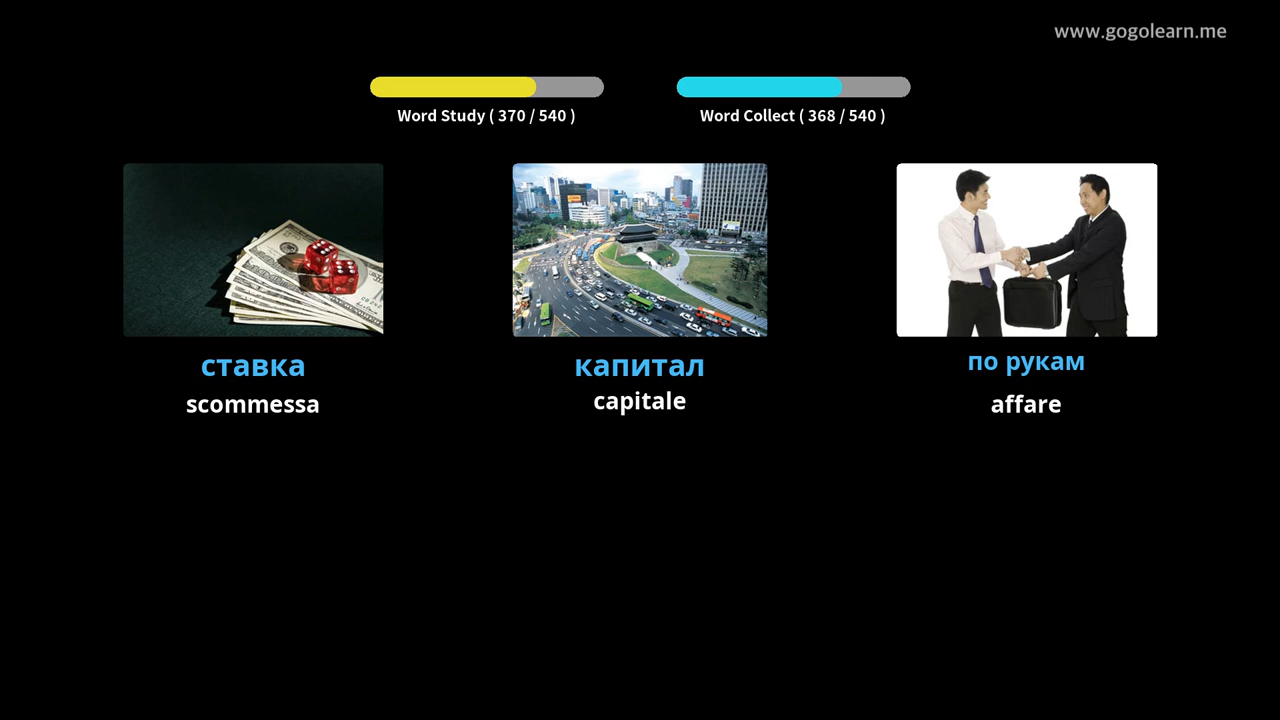 www.gogolearn.me
Word Study ( 370 / 540 )
Word Collect ( 368 / 540 )
ставка
scommessa
капитал
capitale
по рукам
affare